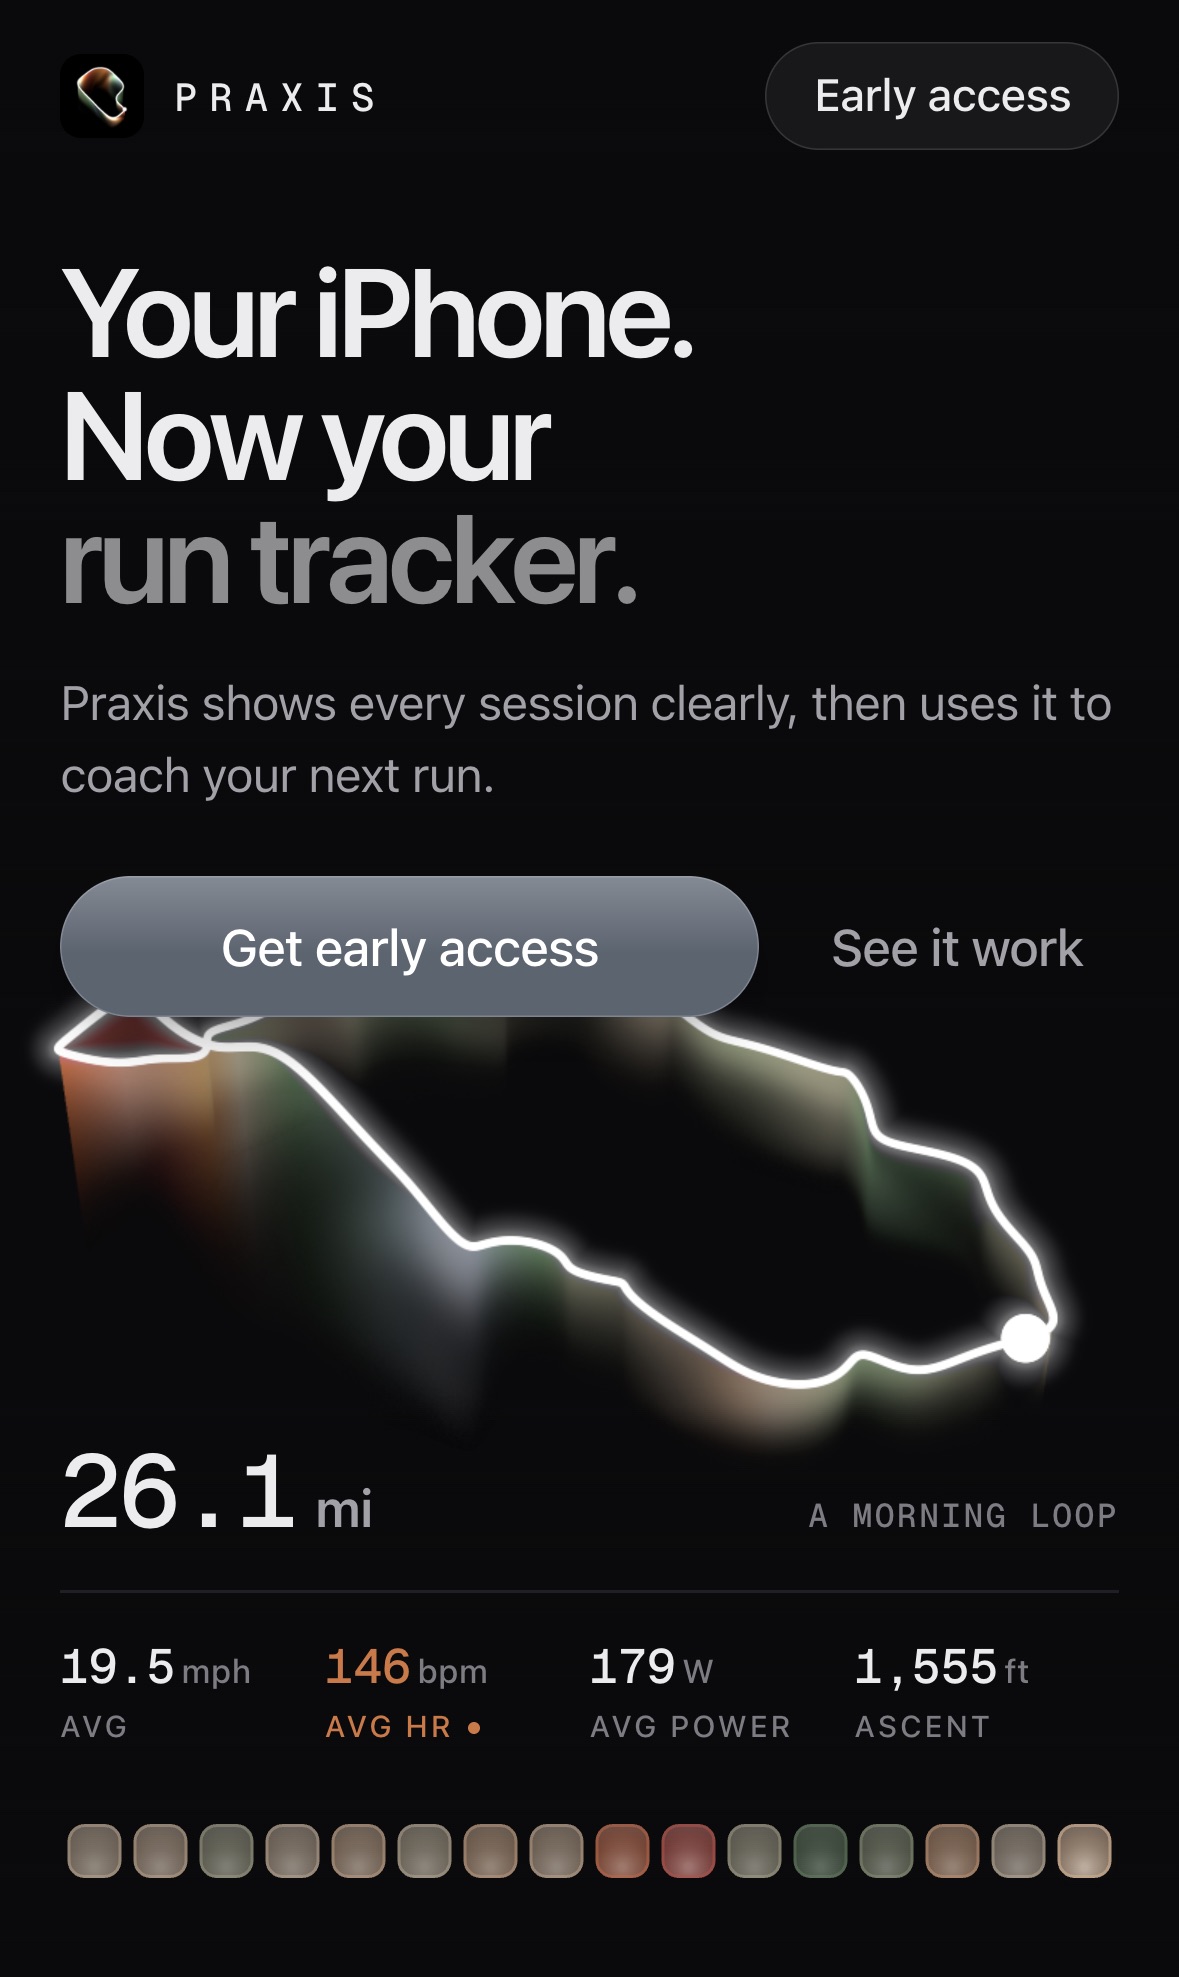 PRAXIS
Early access
Your iPhone.
Now your
run tracker.
Praxis shows every session clearly, then uses it to
coach your next run.
Get early access
See it work
26.1 mi
A MORNING LOOP
19.5 mph
AVG
146 bpm
AVG HR
179 W
AVG POWER
1,555 ft
ASCENT